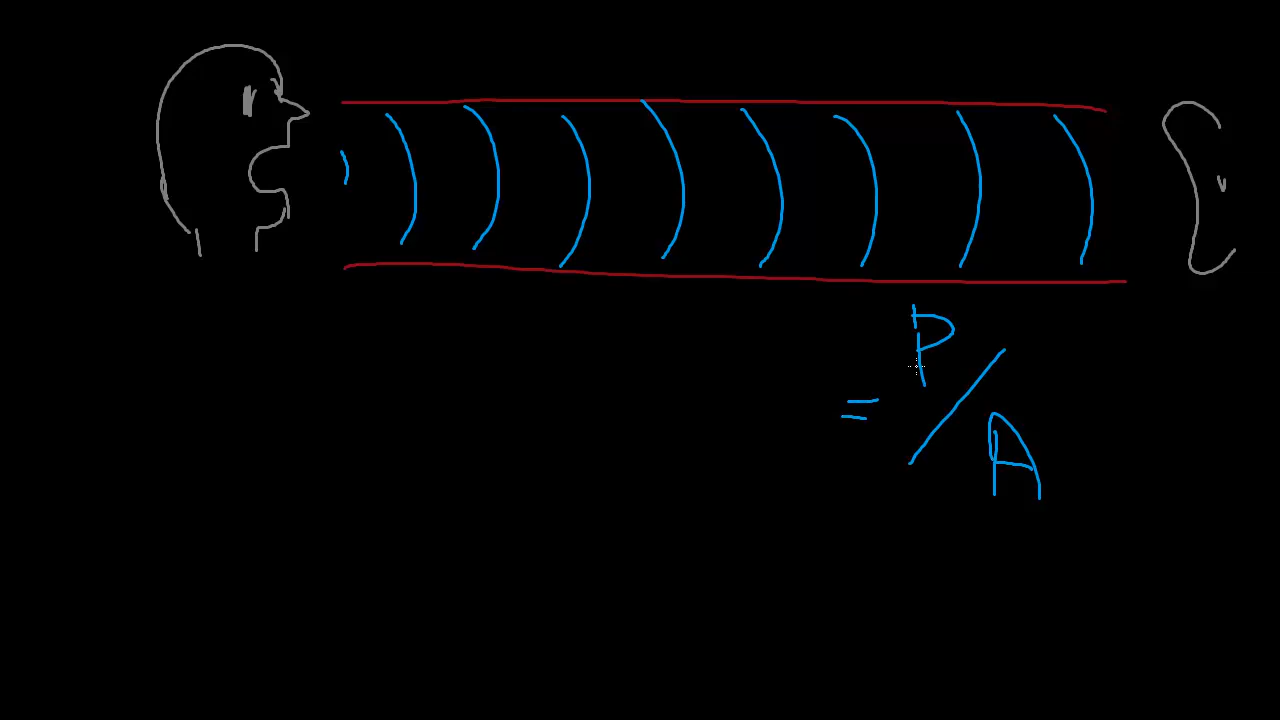 = P/A